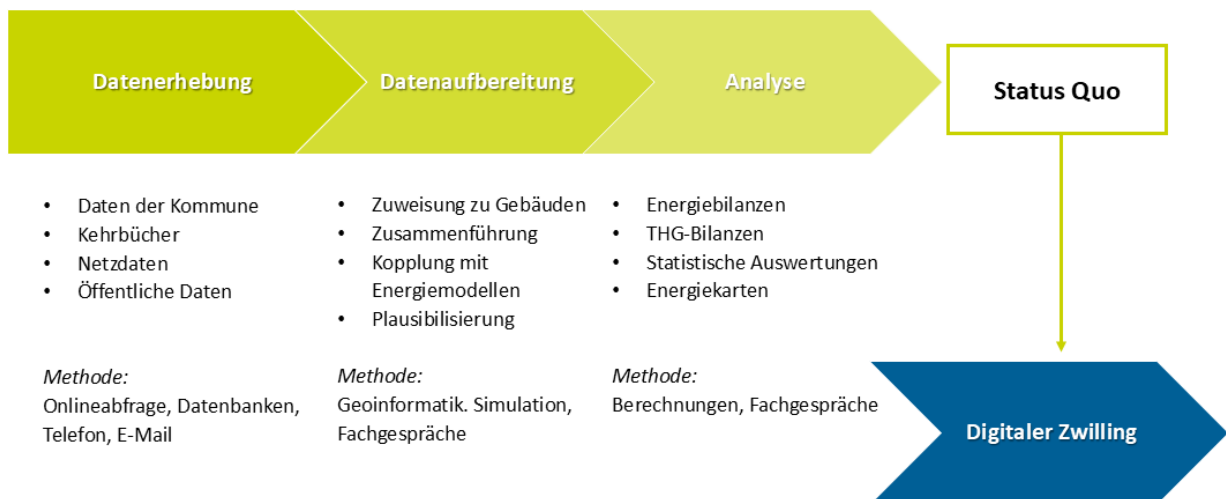 Datenerhebung
Datenaufbereitung
Analyse
Status Quo
• Daten der Kommune
• Kehrbücher
• Netzdaten
• Öffentliche Daten
Methode:
Onlineabfrage, Datenbanken,
Telefon, E-Mail
• Zuweisung zu Gebäuden
• Zusammenführung
• Kopplung mit
Energiemodellen
• Plausibilisierung
Methode:
Geoinformatik. Simulation,
Fachgespräche
• Energiebilanzen
• THG-Bilanzen
• Statistische Auswertungen
• Energiekarten
Methode:
Berechnungen, Fachgespräche
Digitaler Zwilling